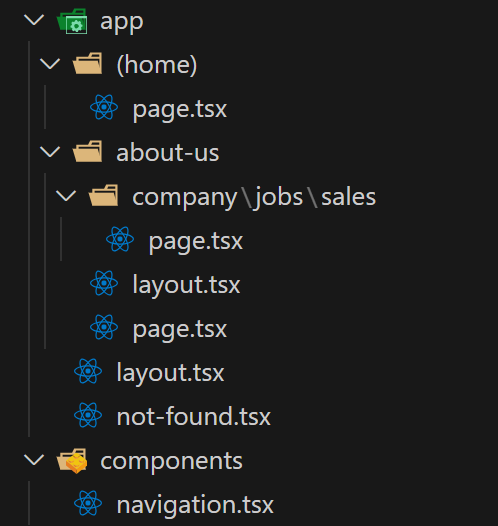 app
(home)
page.tsx
about-us
company\jobs\sales
page.tsx
layout.tsx
page.tsx
layout.tsx
not-found.tsx
components
navigation.tsx